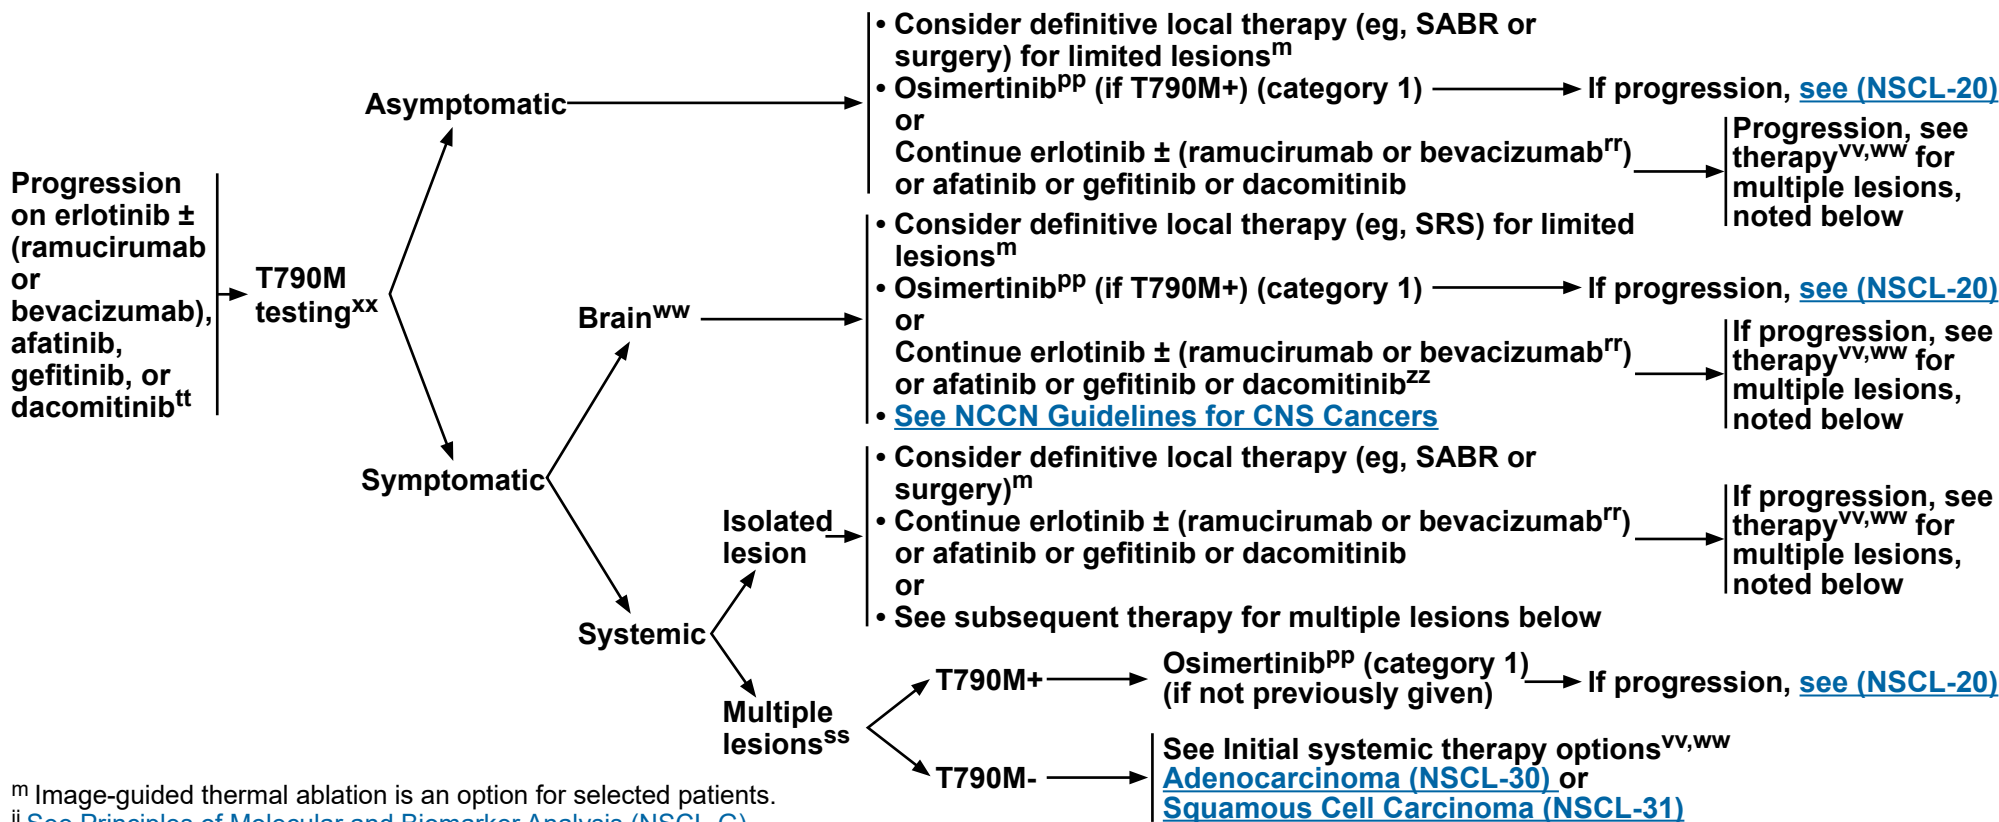 Progression
on erlotinib ±
(ramucirumab
or
bevacizumab),
afatinib,
gefitinib, or
dacomitinibtt
T790M
testingxx
Asymptomatic
• Consider definitive local therapy (eg, SABR or
surgery) for limited lesionsm
• Osimertinibpp (if T790M+) (category 1)
or
Continue erlotinib ± (ramucirumab or bevacizumabrr)
or afatinib or gefitinib or dacomitinib
If progression, see (NSCL-20)
Progression, see
therapyvv,ww for
multiple lesions,
noted below
Symptomatic
Brainww
• Consider definitive local therapy (eg, SRS) for limited
lesionsm
• Osimertinibpp (if T790M+) (category 1)
or
Continue erlotinib ± (ramucirumab or bevacizumabrr)
or afatinib or gefitinib or dacomitinibzz
• See NCCN Guidelines for CNS Cancers
If progression, see (NSCL-20)
If progression, see
therapyvv,ww for
multiple lesions,
noted below
Systemic
Isolated
lesion
• Consider definitive local therapy (eg, SABR or
surgery)m
• Continue erlotinib ± (ramucirumab or bevacizumabrr)
or afatinib or gefitinib or dacomitinib
or
• See subsequent therapy for multiple lesions below
If progression, see
therapyvv,ww for
multiple lesions,
noted below
Multiple
lesionsss
T790M+
Osimertinibpp (category 1)
(if not previously given)
If progression, see (NSCL-20)
T790M-
See Initial systemic therapy optionsvv,ww
Adenocarcinoma (NSCL-30) or
Squamous Cell Carcinoma (NSCL-31)
m Image-guided thermal ablation is an option for selected patients.
jj See Principles of Molecular and Biomarker Analysis (NSCL-G)